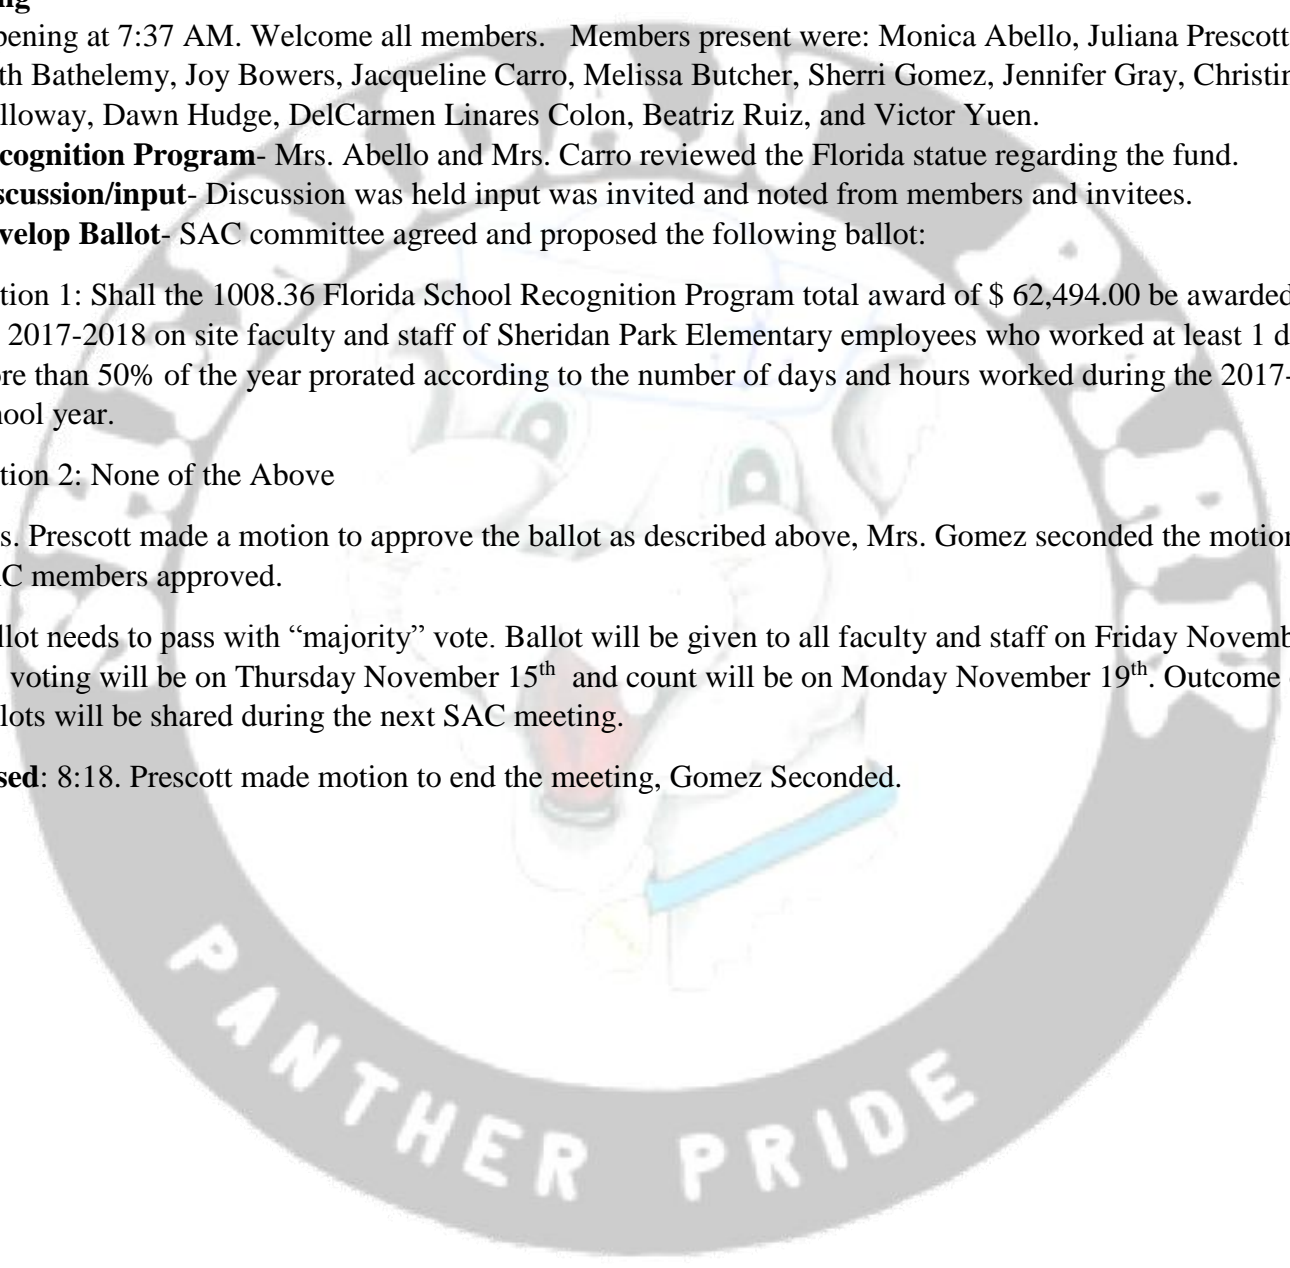 pening at 7:37 AM. Welcome all members. Members present were: Monica Abello, Juliana Prescott
th Bathelemy, Joy Bowers, Jacqueline Carro, Melissa Butcher, Sherri Gomez, Jennifer Gray, Christin
lloway, Dawn Hudge, DelCarmen Linares Colon, Beatriz Ruiz, and Victor Yuen.
cognition Program- Mrs. Abello and Mrs. Carro reviewed the Florida statue regarding the fund.
scussion/input- Discussion was held input was invited and noted from members and invitees.
velop Ballot- SAC committee agreed and proposed the following ballot:
tion 1: Shall the 1008.36 Florida School Recognition Program total award of $ 62,494.00 be awarded
2017-2018 on site faculty and staff of Sheridan Park Elementary employees who worked at least 1 d
ore than 50% of the year prorated according to the number of days and hours worked during the 2017-
hool year.
tion 2: None of the Above
s. Prescott made a motion to approve the ballot as described above, Mrs. Gomez seconded the motion
AC members approved.
llot needs to pass with “majority” vote. Ballot will be given to all faculty and staff on Friday Novemb
voting will be on Thursday November 15th and count will be on Monday November 19th. Outcome
lots will be shared during the next SAC meeting.
sed: 8:18. Prescott made motion to end the meeting, Gomez Seconded.
SHERIDAN PARK
PANTHER PRIDE